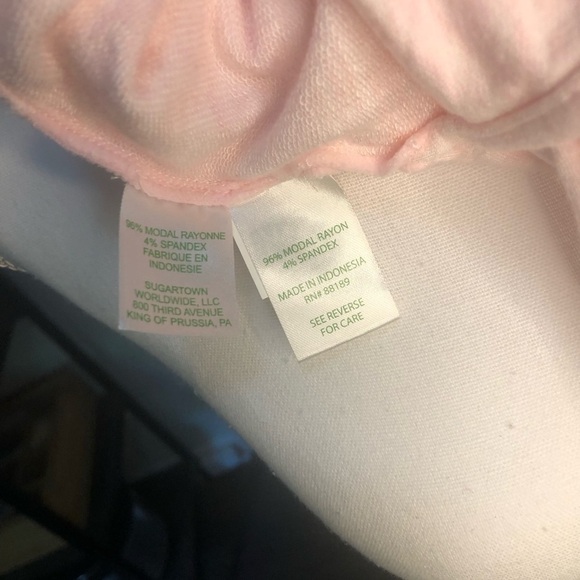 96% MODAL RAYONNE
4% SPANDEX
FABRIQUE EN
INDONESIE
SUGARTOWN
WORLDWIDE, LLC
800 THIRD AVENUE
KING OF PRUSSIA, PA
96% MODAL RAYON
4% SPANDEX
MADE IN INDONESIA
RN# 88189
SEE REVERSE
FOR CARE